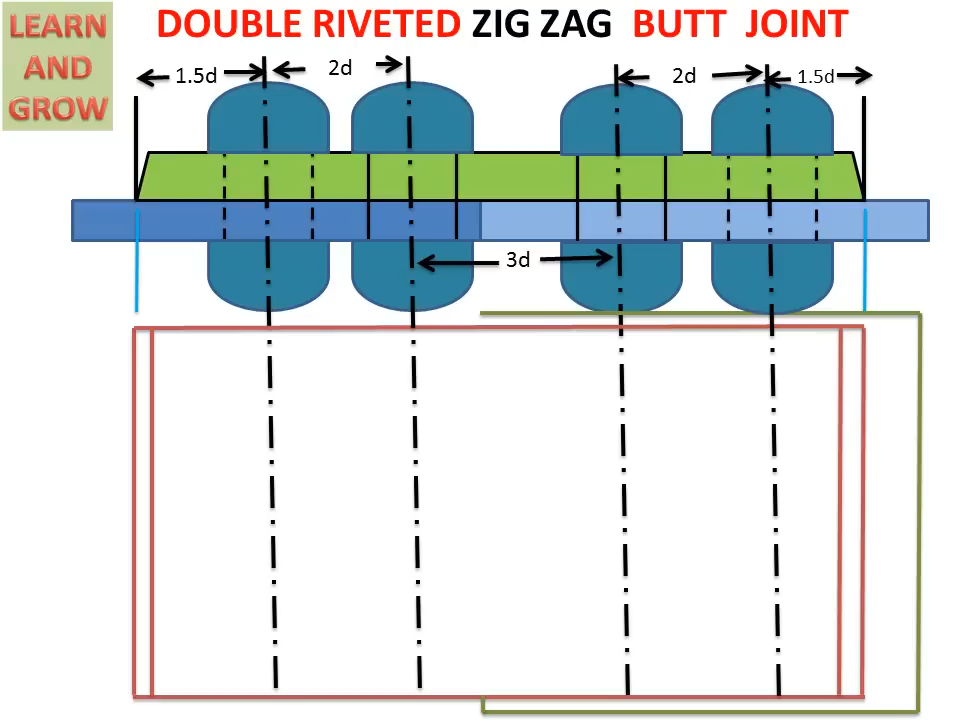 LEARN
AND
GROW
DOUBLE RIVETED ZIG ZAG BUTT JOINT
1.5d
2d
2d
1.5d
3d